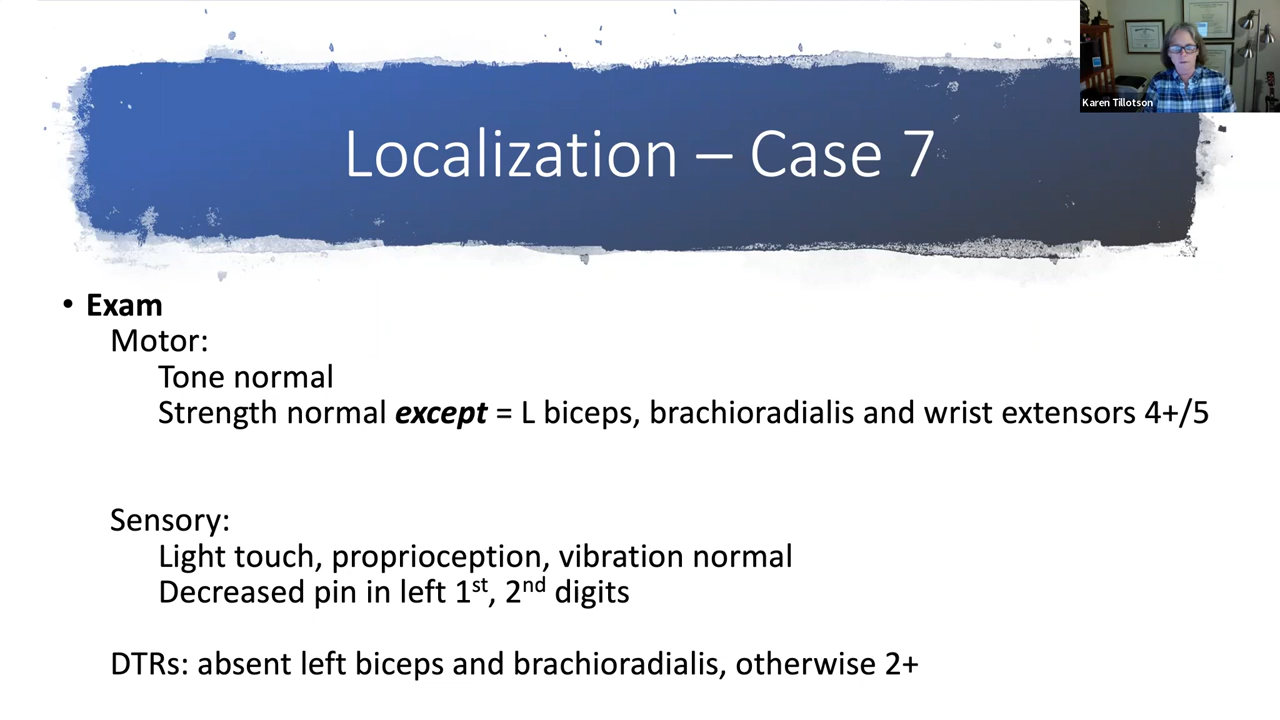 Karen Tillotson
Localization – Case 7
• Exam
Motor:
Tone normal
Strength normal except = L biceps, brachioradialis and wrist extensors 4+/5
Sensory:
Light touch, proprioception, vibration normal
Decreased pin in left 1st, 2nd digits
DTRs: absent left biceps and brachioradialis, otherwise 2+